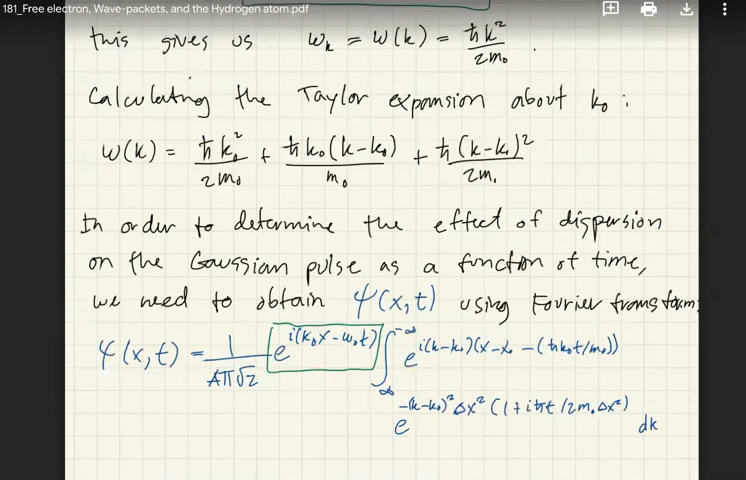 181_Free electron, Wave-packets, and the Hydrogen atom.pdf
this gives us ωₖ = ω(k) = ħk²/2m₀.
Calculating the Taylor expansion about k₀:
ω(k) = ħk₀²/2m₀ + ħk₀(k-k₀)/m₀ + ħ(k-k₀)²/2m₀
In order to determine the effect of dispersion
on the Gaussian pulse as a function of time,
we need to obtain ψ(x,t) using Fourier transform:
ψ(x,t) = 1/(Aπ√2) e^{i(k₀x-ω₀t)} ∫_{∞}^{-∞} e^{i(k-k₀)(x-x₀-(ħk₀t/m₀))}
e^{-(k-k₀)²Δx²(1+iħt/2m₀Δx²)} dk